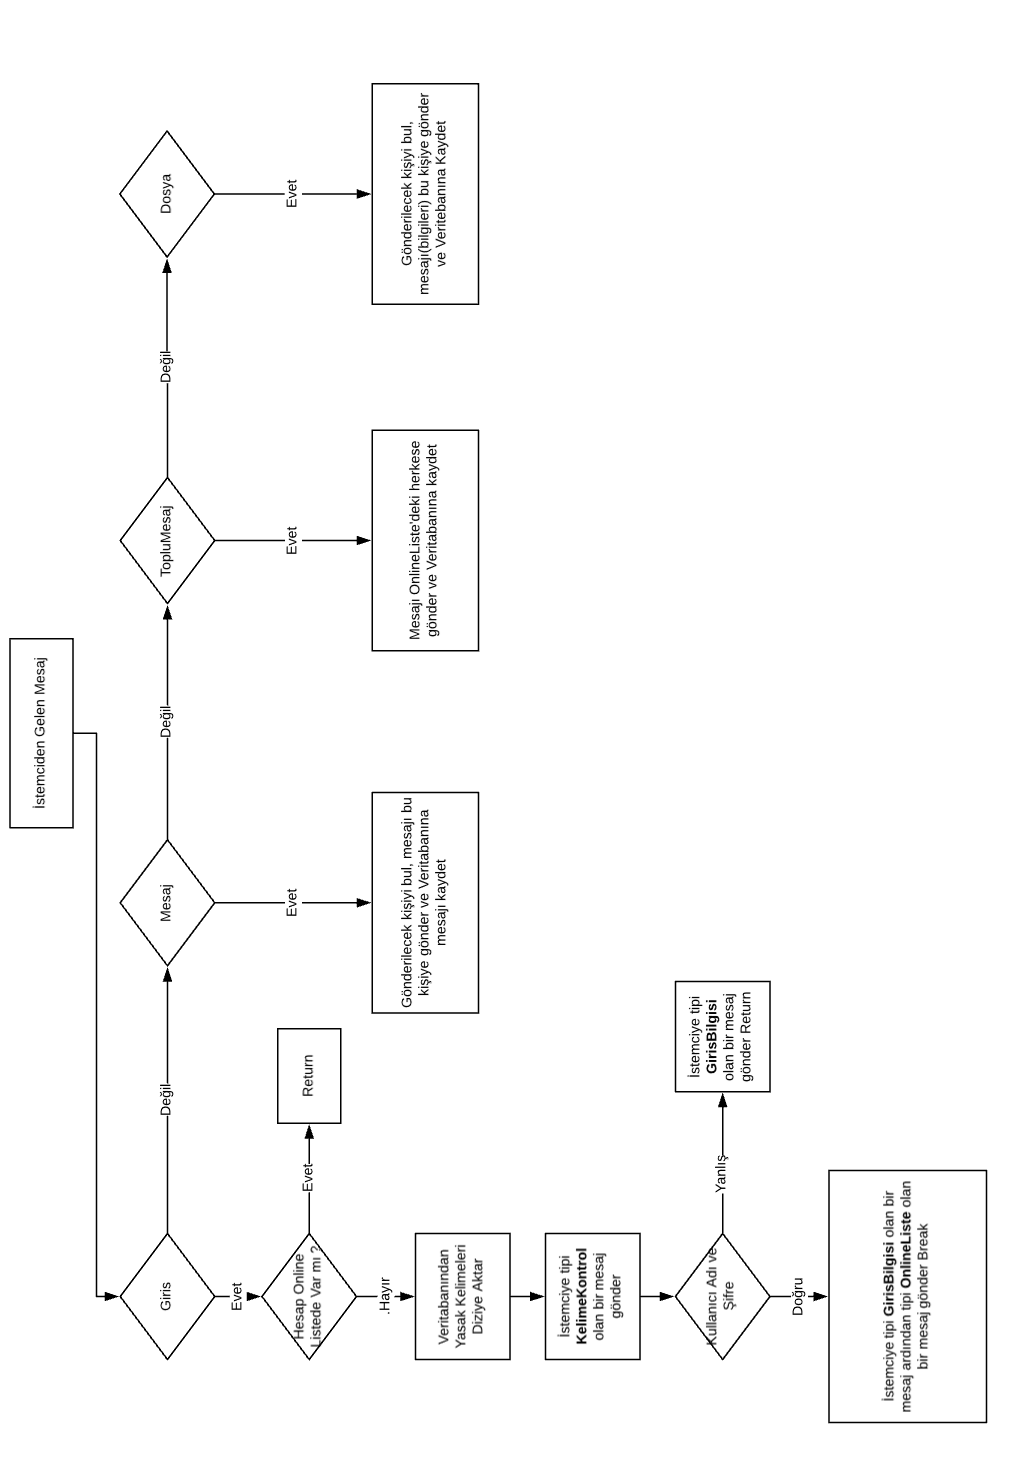 İstemciden Gelen Mesaj
Giris
Değil
Mesaj
Değil
TopluMesaj
Değil
Dosya
Evet
Hesap Online
Listede Var mı ?
Evet
Return
Evet
Gönderilecek kişiyi bul, mesajı bu
kişiye gönder ve Veritabanına
mesajı kaydet
Evet
Mesajı OnlineListe'deki herkese
gönder ve Veritabanına kaydet
Evet
Gönderilecek kişiyi bul,
mesajı(bilgileri) bu kişiye gönder
ve Veritebanına Kaydet
.Hayır
Veritabanından
Yasak Kelimeleri
Diziye Aktar
İstemciye tipi
KelimeKontrol
olan bir mesaj
gönder
Kullanıcı Adı ve
Şifre
Yanlış
İstemciye tipi
GirisBilgisi
olan bir mesaj
gönder Return
Doğru
İstemciye tipi GirisBilgisi olan bir
mesaj ardından tipi OnlineListe olan
bir mesaj gönder Break